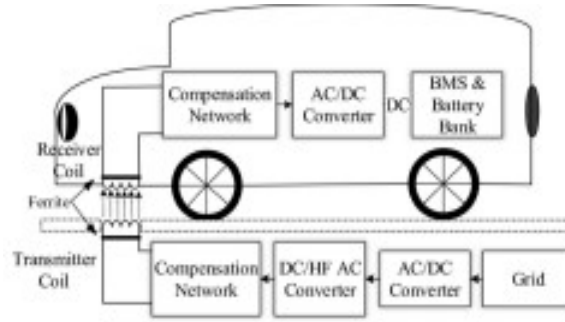 Compensation
Network
AC/DC
Converter
DC
BMS &
Battery
Bank
Receiver
Coil
Ferrite
Transmitter
Coil
Compensation
Network
DC/HF AC
Converter
AC/DC
Converter
Grid